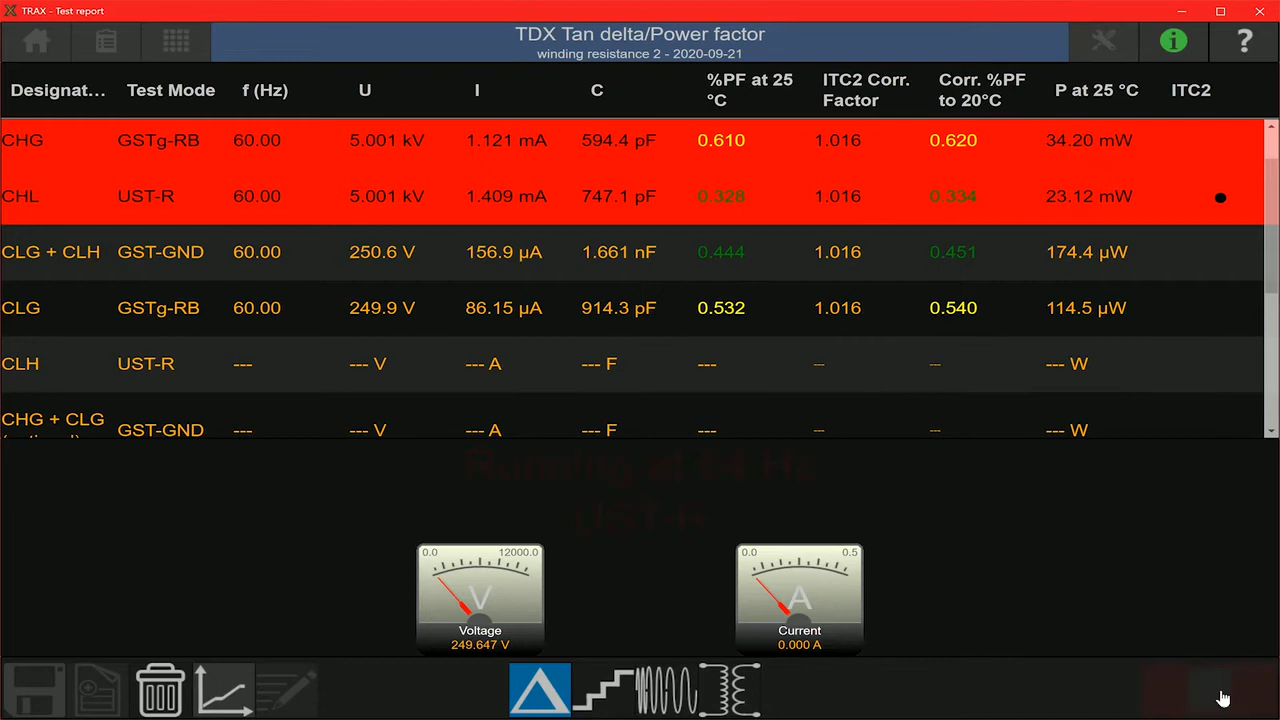 TRAX - Test report
TDX Tan delta/Power factor
winding resistance 2 - 2020-09-21
Designat... Test Mode f (Hz) U I C %PF at 25 °C ITC2 Corr. Factor Corr. %PF to 20°C P at 25 °C ITC2
CHG GSTg-RB 60.00 5.001 kV 1.121 mA 594.4 pF 0.610 1.016 0.620 34.20 mW
CHL UST-R 60.00 5.001 kV 1.409 mA 747.1 pF 0.328 1.016 0.334 23.12 mW
CLG + CLH GST-GND 60.00 250.6 V 156.9 µA 1.661 nF 0.444 1.016 0.451 174.4 µW
CLG GSTg-RB 60.00 249.9 V 86.15 µA 914.3 pF 0.532 1.016 0.540 114.5 µW
CLH UST-R --- --- V --- A --- F --- --- --- --- W
CHG + CLG GST-GND --- --- V --- A --- F --- --- --- --- W
Running at 54 Hz
UST-R
0.0 12000.0
V
Voltage
249.647 V
0.0 0.5
A
Current
0.000 A